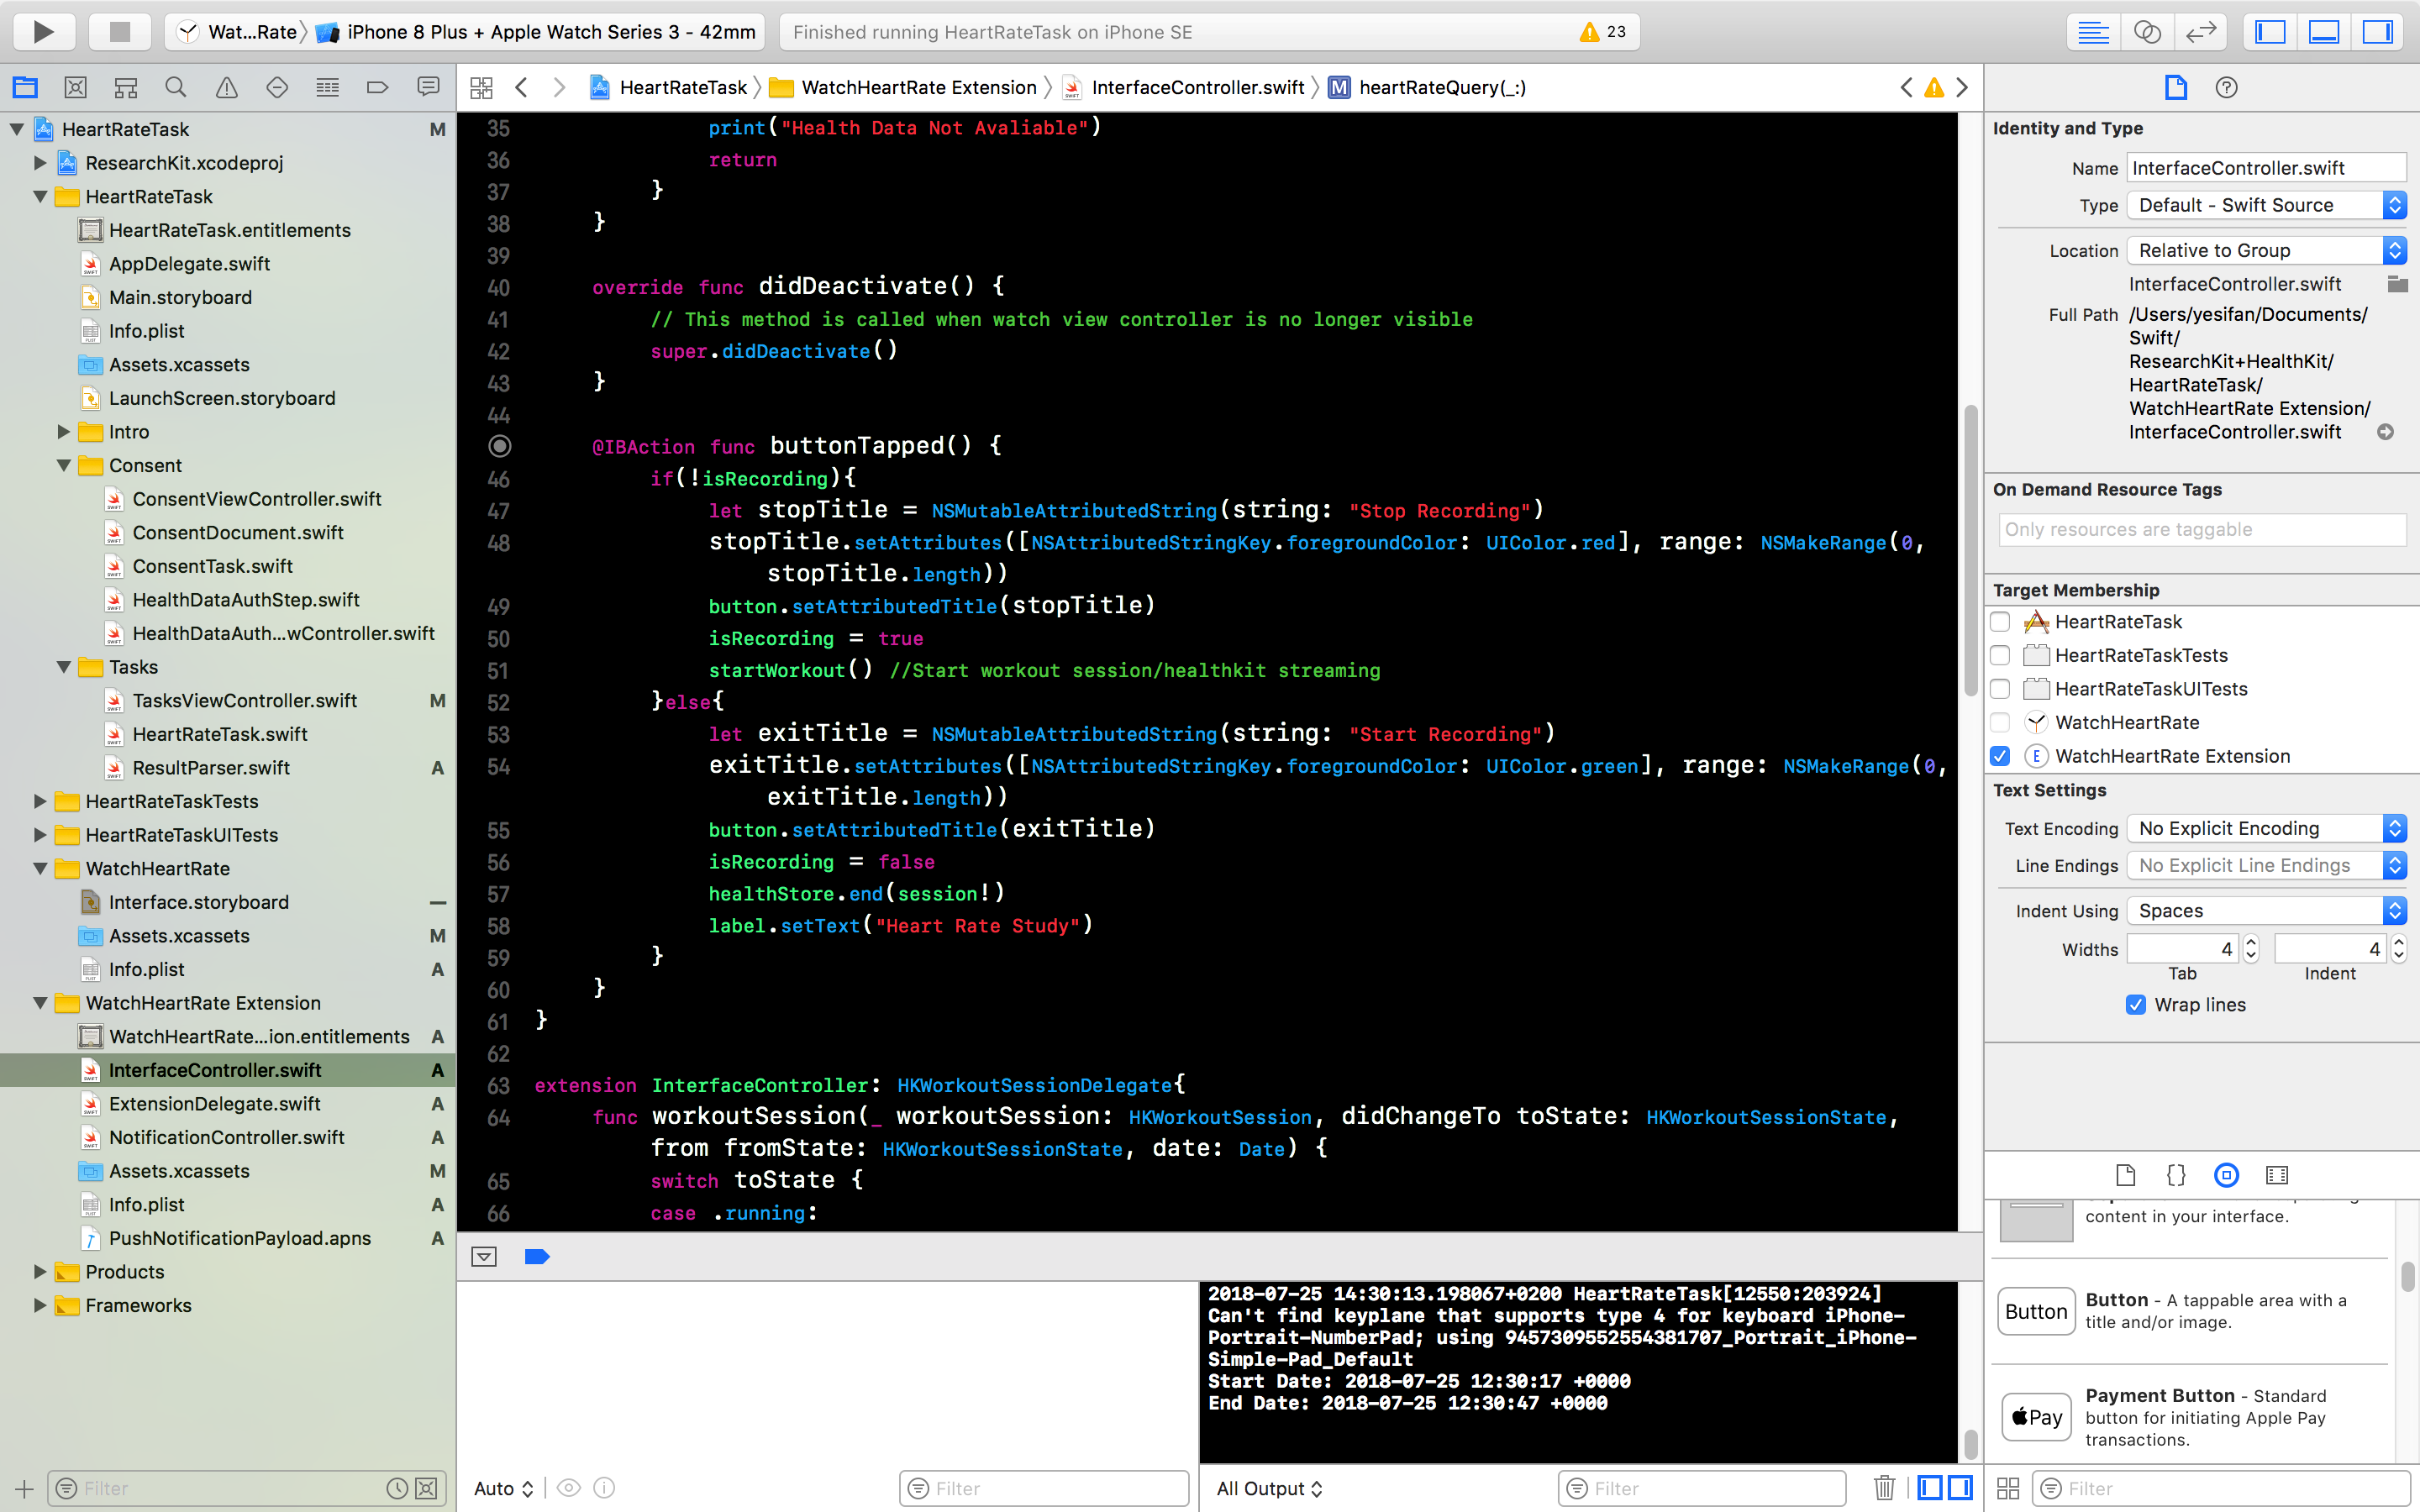 Wat...Rate
iPhone 8 Plus + Apple Watch Series 3 - 42mm
Finished running HeartRateTask on iPhone SE
23
HeartRateTask
WatchHeartRate Extension
InterfaceController.swift
M
heartRateQuery(_:)
HeartRateTask M
ResearchKit.xcodeproj
HeartRateTask
HeartRateTask.entitlements
AppDelegate.swift
Main.storyboard
Info.plist
Assets.xcassets
LaunchScreen.storyboard
Intro
Consent
ConsentViewController.swift
ConsentDocument.swift
ConsentTask.swift
HealthDataAuthStep.swift
HealthDataAuth...wController.swift
Tasks
TasksViewController.swift M
HeartRateTask.swift
ResultParser.swift A
HeartRateTaskTests
HeartRateTaskUITests
WatchHeartRate
Interface.storyboard
Assets.xcassets M
Info.plist A
WatchHeartRate Extension
WatchHeartRate...ion.entitlements A
InterfaceController.swift A
ExtensionDelegate.swift A
NotificationController.swift A
Assets.xcassets M
Info.plist A
PushNotificationPayload.apns A
Products
Frameworks
Filter
35 print("Health Data Not Avaliable")
36 return
37 }
38 }
39
40 override func didDeactivate() {
41 // This method is called when watch view controller is no longer visible
42 super.didDeactivate()
43 }
44
@IBAction func buttonTapped() {
46 if(!isRecording){
47 let stopTitle = NSMutableAttributedString(string: "Stop Recording")
48 stopTitle.setAttributes([NSAttributedStringKey.foregroundColor: UIColor.red], range: NSMakeRange(0,
stopTitle.length))
49 button.setAttributedTitle(stopTitle)
50 isRecording = true
51 startWorkout() //Start workout session/healthkit streaming
52 }else{
53 let exitTitle = NSMutableAttributedString(string: "Start Recording")
54 exitTitle.setAttributes([NSAttributedStringKey.foregroundColor: UIColor.green], range: NSMakeRange(0,
exitTitle.length))
55 button.setAttributedTitle(exitTitle)
56 isRecording = false
57 healthStore.end(session!)
58 label.setText("Heart Rate Study")
59 }
60 }
61 }
62
63 extension InterfaceController: HKWorkoutSessionDelegate{
64 func workoutSession(_ workoutSession: HKWorkoutSession, didChangeTo toState: HKWorkoutSessionState,
from fromState: HKWorkoutSessionState, date: Date) {
65 switch toState {
66 case .running:
Auto
Filter
2018-07-25 14:30:13.198067+0200 HeartRateTask[12550:203924]
Can't find keyplane that supports type 4 for keyboard iPhone-
Portrait-NumberPad; using 9457309552554381707_Portrait_iPhone-
Simple-Pad_Default
Start Date: 2018-07-25 12:30:17 +0000
End Date: 2018-07-25 12:30:47 +0000
All Output
Filter
Identity and Type
Name InterfaceController.swift
Type Default - Swift Source
Location Relative to Group
InterfaceController.swift
Full Path /Users/yesifan/Documents/
Swift/
ResearchKit+HealthKit/
HeartRateTask/
WatchHeartRate Extension/
InterfaceController.swift
On Demand Resource Tags
Only resources are taggable
Target Membership
HeartRateTask
HeartRateTaskTests
HeartRateTaskUITests
WatchHeartRate
E WatchHeartRate Extension
Text Settings
Text Encoding No Explicit Encoding
Line Endings No Explicit Line Endings
Indent Using Spaces
Widths 4 4
Tab Indent
Wrap lines
{}
content in your interface.
Button
Button - A tappable area with a
title and/or image.
Pay
Payment Button - Standard
button for initiating Apple Pay
transactions.
Filter